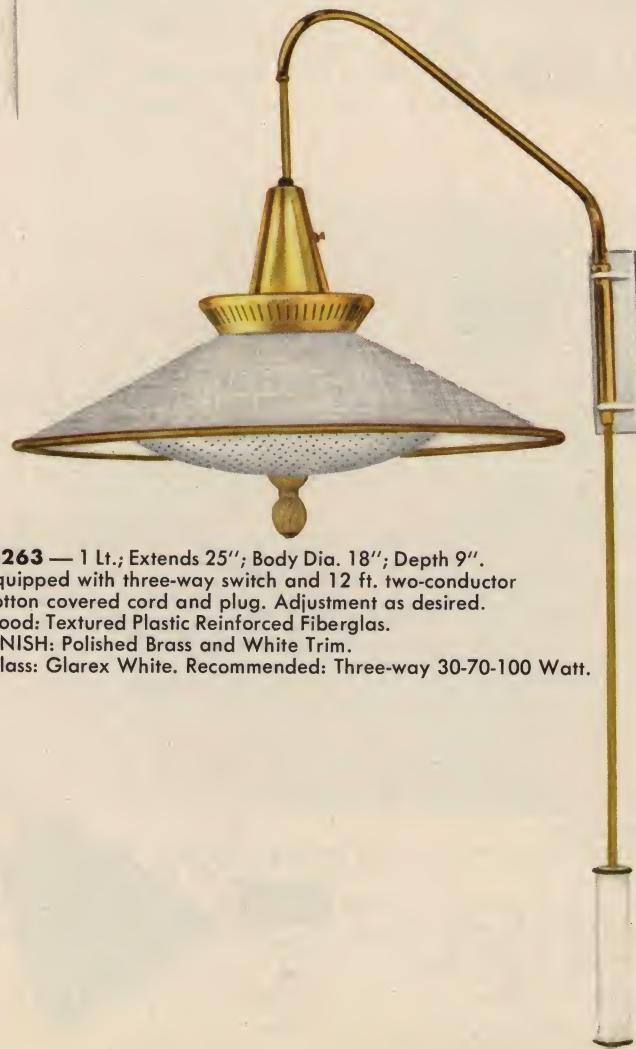 263 — 1 Lt.; Extends 25"; Body Dia. 18"; Depth 9".
quipped with three-way switch and 12 ft. two-conductor
otton covered cord and plug. Adjustment as desired.
ood: Textured Plastic Reinforced Fiberglas.
NISH: Polished Brass and White Trim.
lass: Glarex White. Recommended: Three-way 30-70-100 Watt.